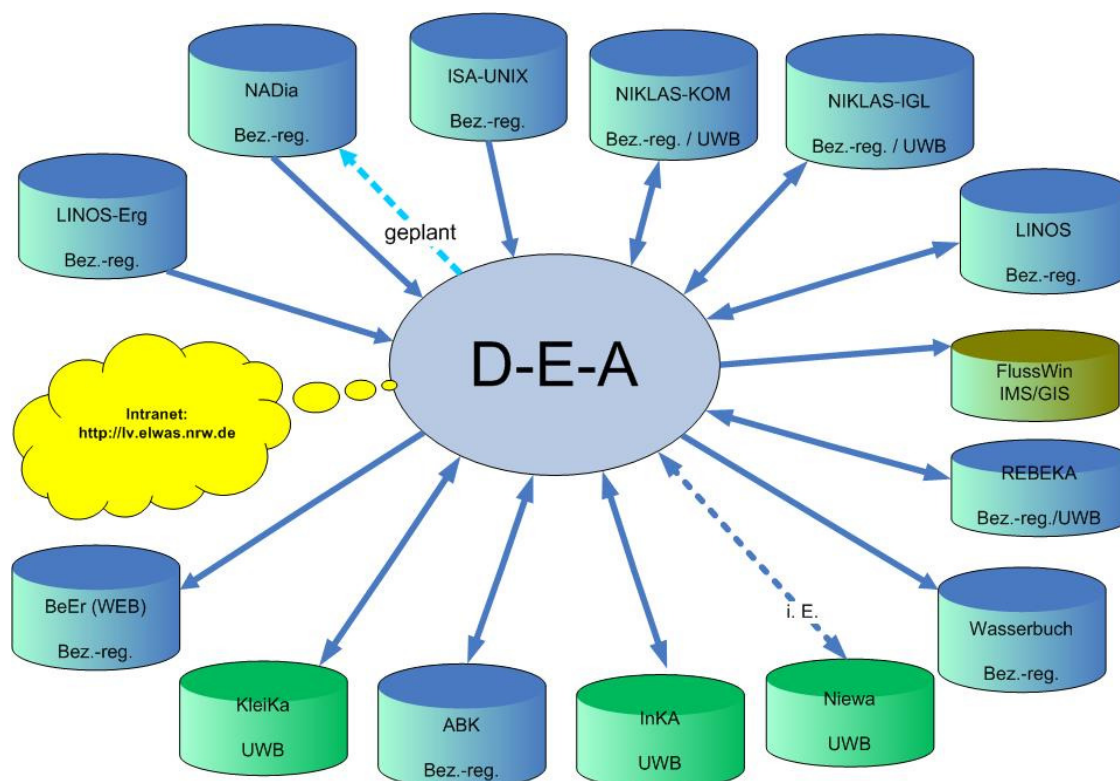 NADia
Bez.-reg.
ISA-UNIX
Bez.-reg.
NIKLAS-KOM
Bez.-reg. / UWB
NIKLAS-IGL
Bez.-reg. / UWB
LINOS-Erg
Bez.-reg.
geplant
LINOS
Bez.-reg.
D-E-A
FlussWin
IMS/GIS
Intranet:
http://lv.elwas.nrw.de
REBEKA
Bez.-reg./UWB
BeEr (WEB)
Bez.-reg.
i. E.
Wasserbuch
Bez.-reg.
KleiKa
UWB
ABK
Bez.-reg.
InKA
UWB
Niewa
UWB